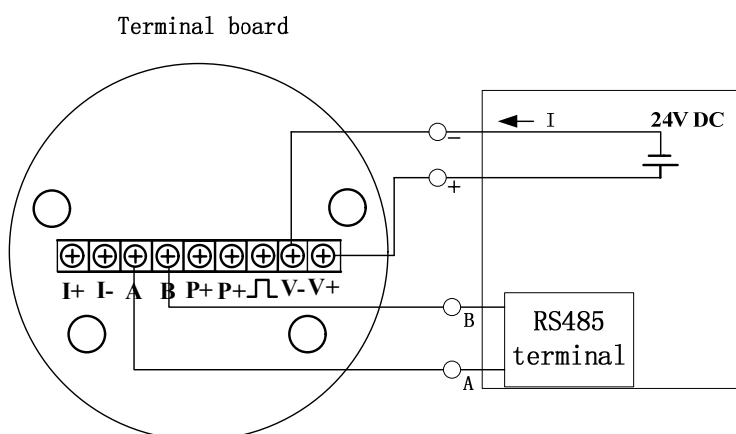 Terminal board
I 24V DC
−
+
I+ I- A B P+ P+ V- V+
B
RS485
terminal
A